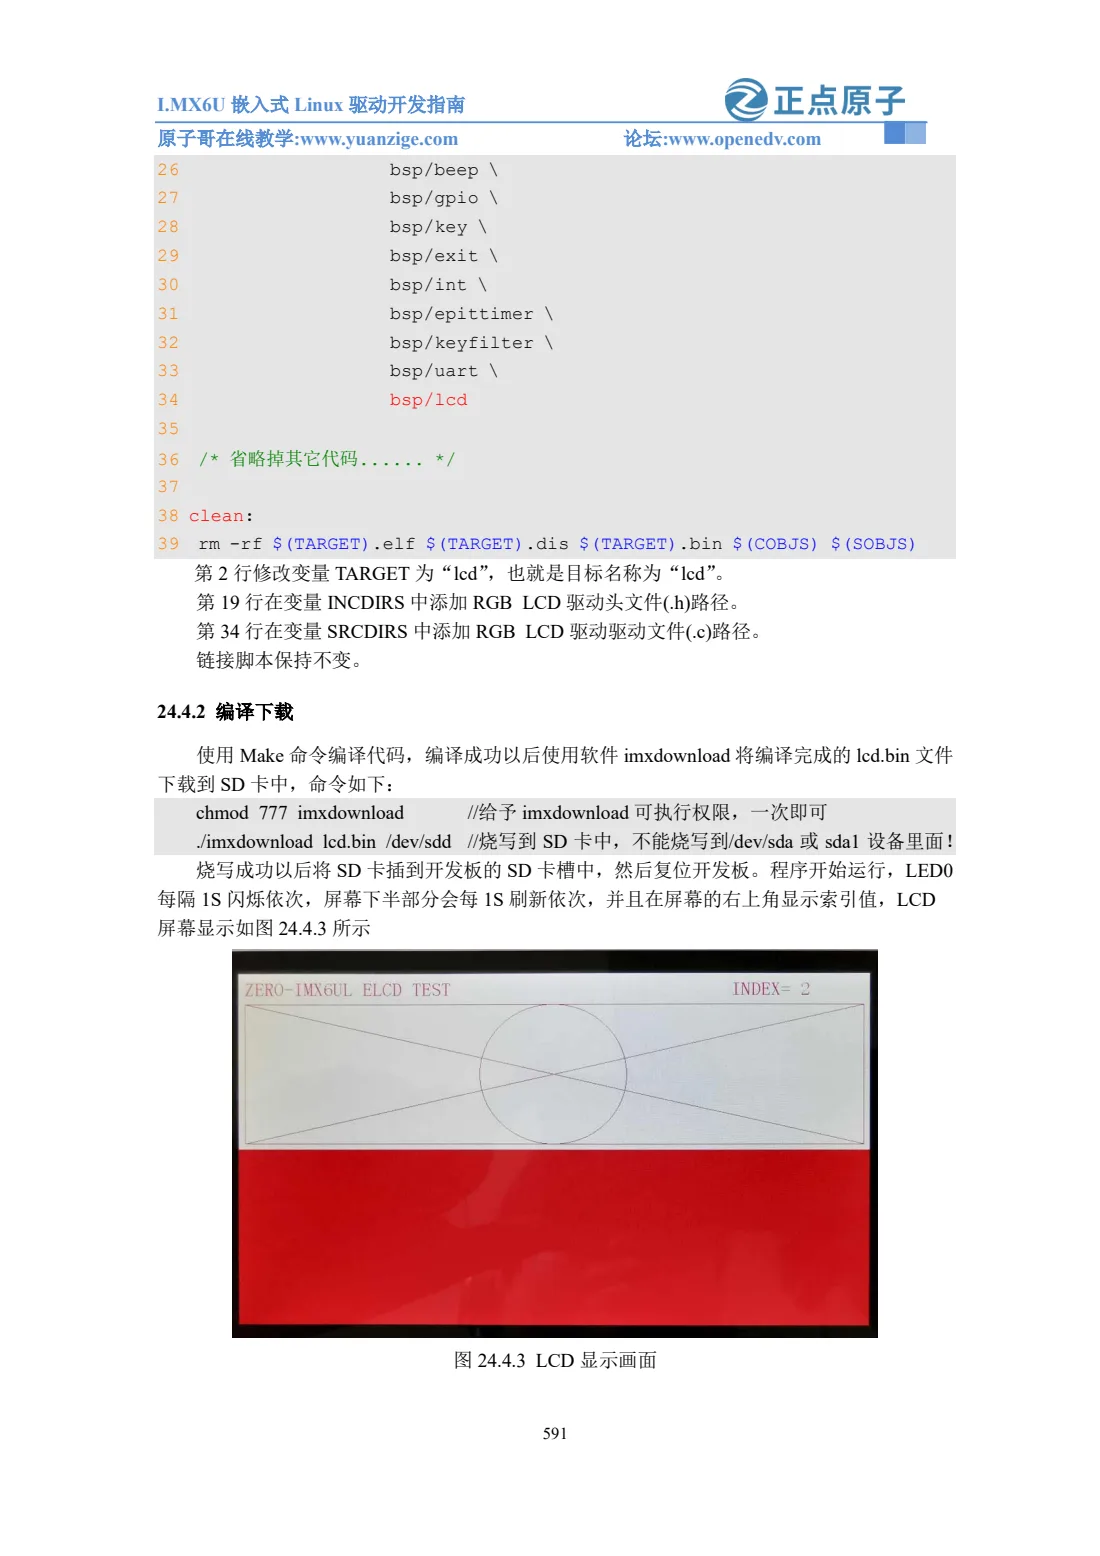 I.MX6U 嵌入式 Linux 驱动开发指南
正点原子
原子哥在线教学:www.yuanzige.com 论坛:www.openedv.com
26 bsp/beep \
27 bsp/gpio \
28 bsp/key \
29 bsp/exit \
30 bsp/int \
31 bsp/epittimer \
32 bsp/keyfilter \
33 bsp/uart \
34 bsp/lcd
35
36 /* 省略掉其它代码...... */
37
38 clean:
39 rm -rf $(TARGET).elf $(TARGET).dis $(TARGET).bin $(COBJS) $(SOBJS)
第 2 行修改变量 TARGET 为“lcd”，也就是目标名称为“lcd”。
第 19 行在变量 INCDIRS 中添加 RGB LCD 驱动头文件(.h)路径。
第 34 行在变量 SRCDIRS 中添加 RGB LCD 驱动驱动文件(.c)路径。
链接脚本保持不变。
24.4.2 编译下载
使用 Make 命令编译代码，编译成功以后使用软件 imxdownload 将编译完成的 lcd.bin 文件
下载到 SD 卡中，命令如下：
chmod 777 imxdownload //给予 imxdownload 可执行权限，一次即可
./imxdownload lcd.bin /dev/sdd //烧写到 SD 卡中，不能烧写到/dev/sda 或 sda1 设备里面！
烧写成功以后将 SD 卡插到开发板的 SD 卡槽中，然后复位开发板。程序开始运行，LED0
每隔 1S 闪烁依次，屏幕下半部分会每 1S 刷新依次，并且在屏幕的右上角显示索引值，LCD
屏幕显示如图 24.4.3 所示
ZERO-IMX6UL ELCD TEST INDEX= 2
图 24.4.3 LCD 显示画面
591